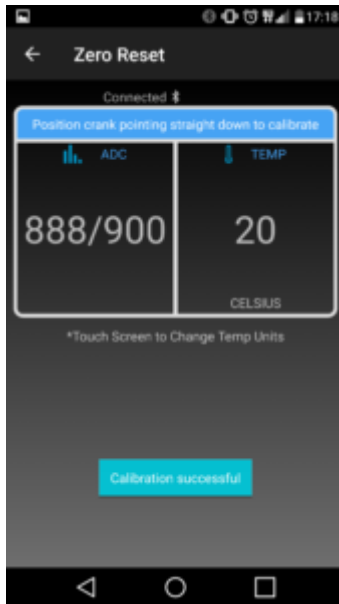 17:18
Zero Reset
Connected
Position crank pointing straight down to calibrate
ADC
TEMP
888/900
20
CELSIUS
*Touch Screen to Change Temp Units
Calibration successful